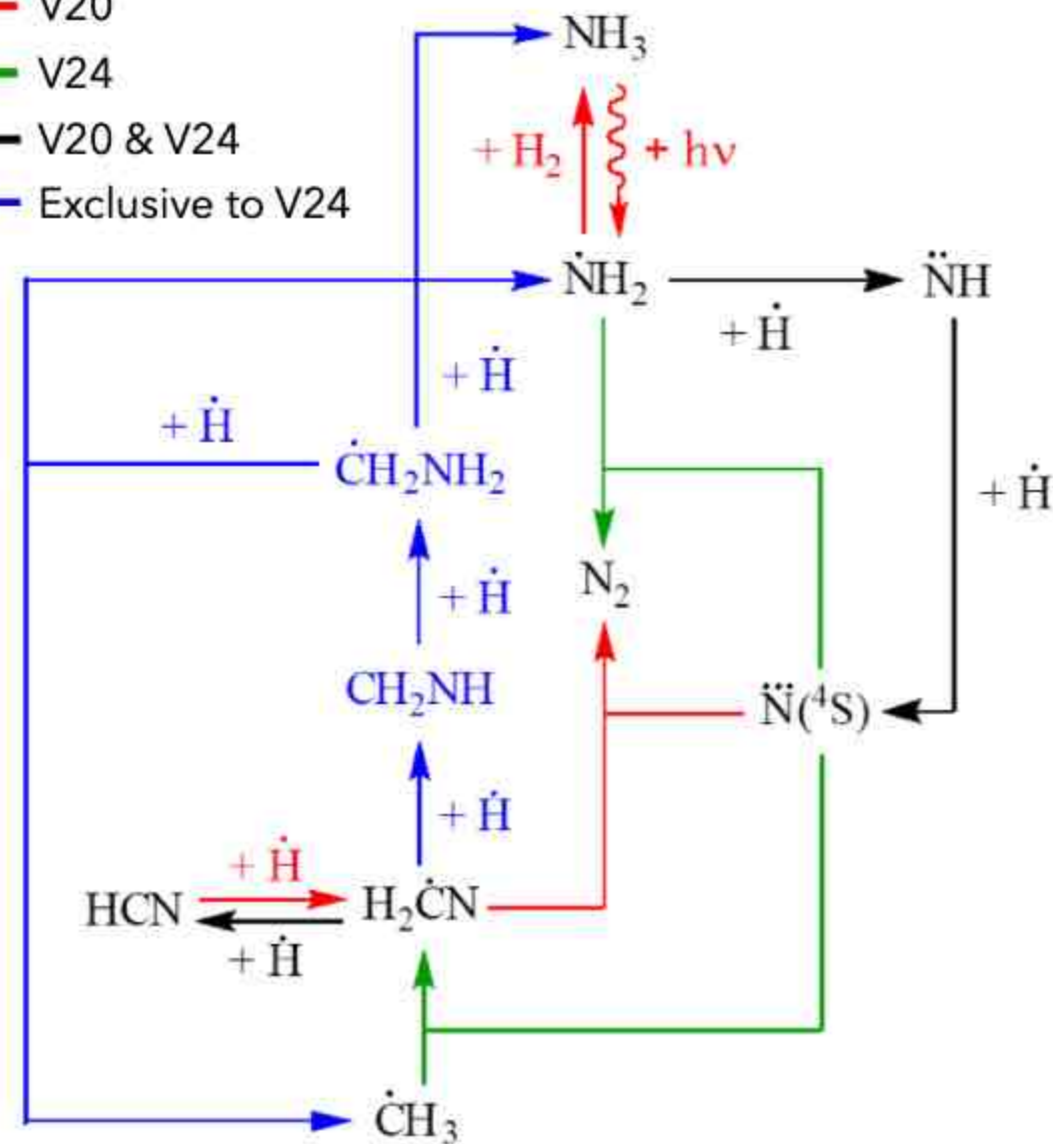 V20
V24
V20 & V24
Exclusive to V24
NH₃
+ H₂
+ hν
ṄH₂
N̈H
+ Ḣ
+ Ḣ
+ Ḣ
ĊH₂NH₂
+ Ḣ
+ Ḣ
N₂
CH₂NH
N⃛(⁴S)
+ Ḣ
+ Ḣ
HCN
H₂ĊN
+ Ḣ
ĊH₃